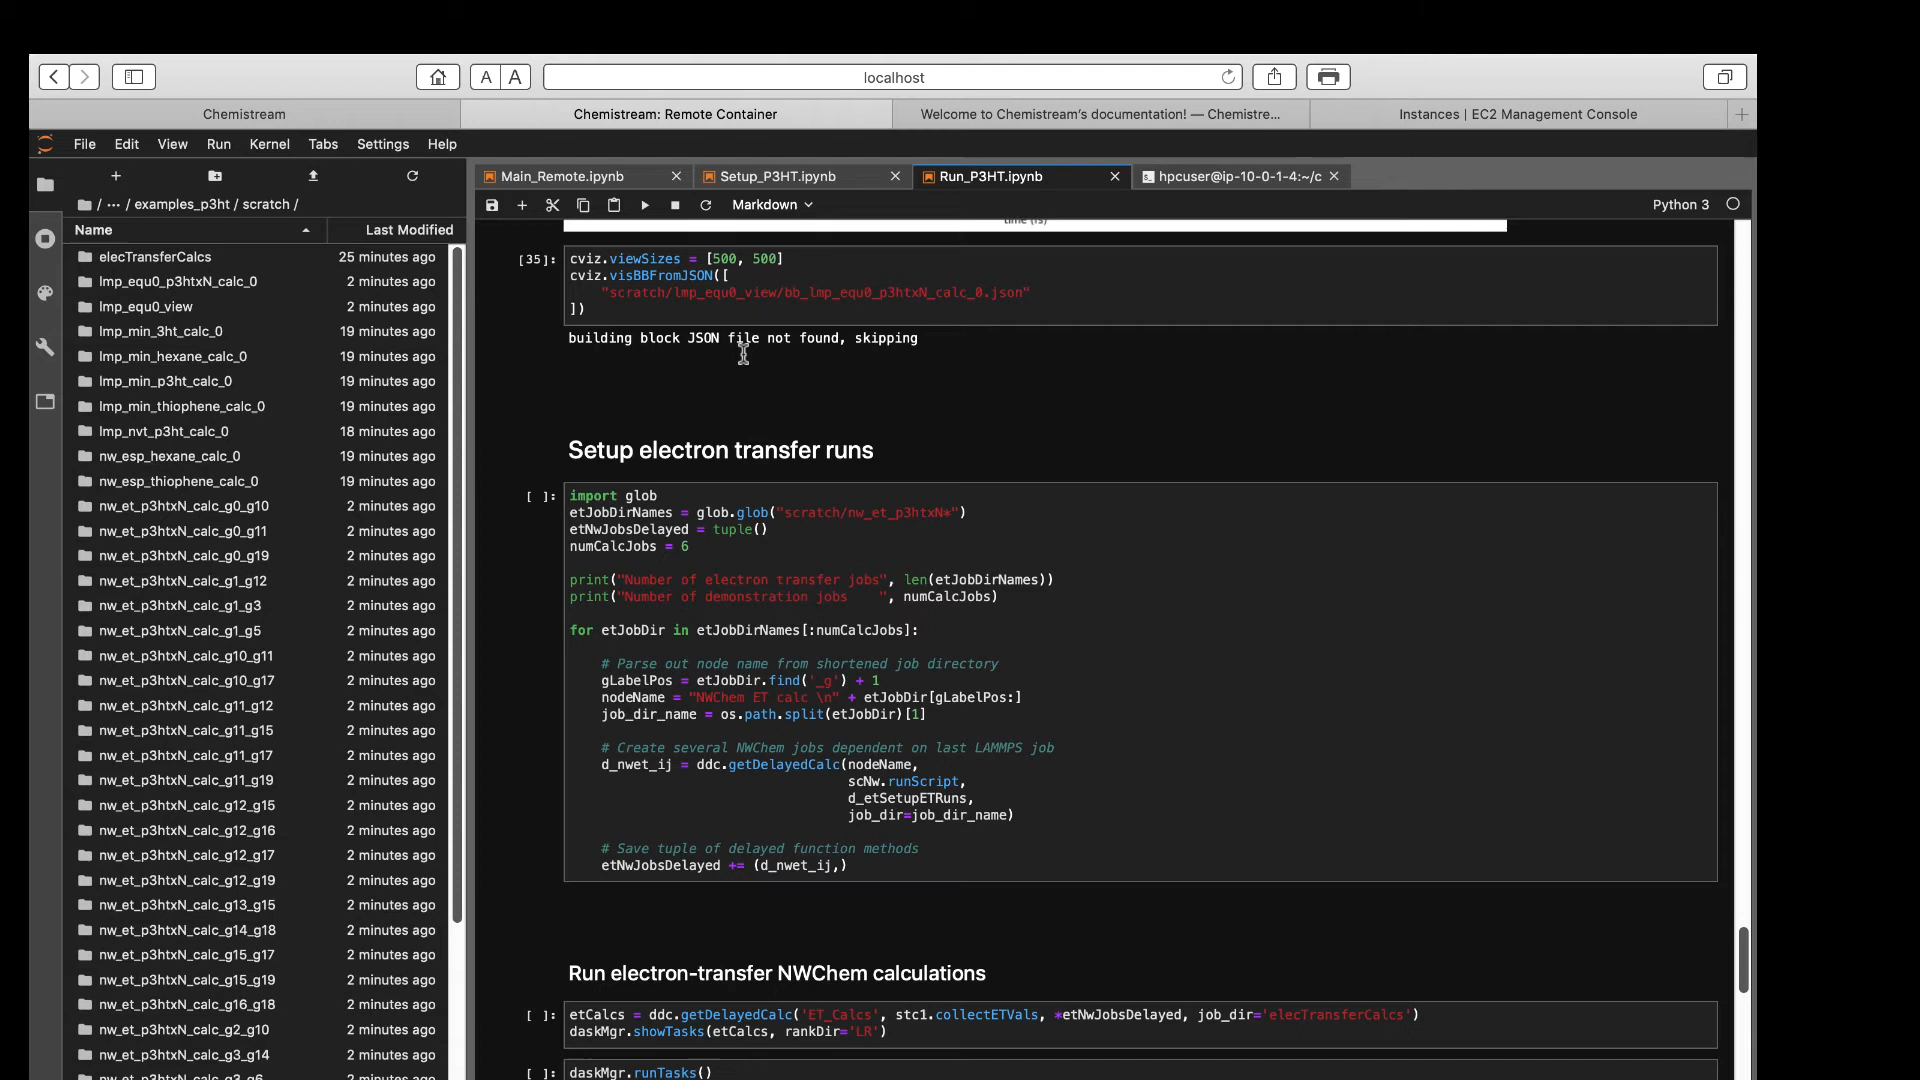 A A
localhost
Chemistream
Chemistream: Remote Container
Welcome to Chemistream's documentation! — Chemistre...
Instances | EC2 Management Console
File Edit View Run Kernel Tabs Settings Help
/ ··· / examples_p3ht / scratch /
Name Last Modified
elecTransferCalcs 25 minutes ago
lmp_equ0_p3htxN_calc_0 2 minutes ago
lmp_equ0_view 2 minutes ago
lmp_min_3ht_calc_0 19 minutes ago
lmp_min_hexane_calc_0 19 minutes ago
lmp_min_p3ht_calc_0 19 minutes ago
lmp_min_thiophene_calc_0 19 minutes ago
lmp_nvt_p3ht_calc_0 18 minutes ago
nw_esp_hexane_calc_0 19 minutes ago
nw_esp_thiophene_calc_0 19 minutes ago
nw_et_p3htxN_calc_g0_g10 2 minutes ago
nw_et_p3htxN_calc_g0_g11 2 minutes ago
nw_et_p3htxN_calc_g0_g19 2 minutes ago
nw_et_p3htxN_calc_g1_g12 2 minutes ago
nw_et_p3htxN_calc_g1_g3 2 minutes ago
nw_et_p3htxN_calc_g1_g5 2 minutes ago
nw_et_p3htxN_calc_g10_g11 2 minutes ago
nw_et_p3htxN_calc_g10_g17 2 minutes ago
nw_et_p3htxN_calc_g11_g12 2 minutes ago
nw_et_p3htxN_calc_g11_g15 2 minutes ago
nw_et_p3htxN_calc_g11_g17 2 minutes ago
nw_et_p3htxN_calc_g11_g19 2 minutes ago
nw_et_p3htxN_calc_g12_g15 2 minutes ago
nw_et_p3htxN_calc_g12_g16 2 minutes ago
nw_et_p3htxN_calc_g12_g17 2 minutes ago
nw_et_p3htxN_calc_g12_g19 2 minutes ago
nw_et_p3htxN_calc_g13_g15 2 minutes ago
nw_et_p3htxN_calc_g14_g18 2 minutes ago
nw_et_p3htxN_calc_g15_g17 2 minutes ago
nw_et_p3htxN_calc_g15_g19 2 minutes ago
nw_et_p3htxN_calc_g16_g18 2 minutes ago
nw_et_p3htxN_calc_g2_g10 2 minutes ago
nw_et_p3htxN_calc_g3_g14 2 minutes ago
nw_et_p3htxN_calc_g3_g6 2 minutes ago
Main_Remote.ipynb
Setup_P3HT.ipynb
Run_P3HT.ipynb
hpcuser@ip-10-0-1-4:~/c
Markdown
Python 3
time (fs)
[35]: cviz.viewSizes = [500, 500]
cviz.visBBFromJSON([
"scratch/lmp_equ0_view/bb_lmp_equ0_p3htxN_calc_0.json"
])
building block JSON file not found, skipping
Setup electron transfer runs
[ ]: import glob
etJobDirNames = glob.glob("scratch/nw_et_p3htxN*")
etNwJobsDelayed = tuple()
numCalcJobs = 6
print("Number of electron transfer jobs", len(etJobDirNames))
print("Number of demonstration jobs    ", numCalcJobs)
for etJobDir in etJobDirNames[:numCalcJobs]:
# Parse out node name from shortened job directory
gLabelPos = etJobDir.find('_g') + 1
nodeName = "NWChem ET calc \n" + etJobDir[gLabelPos:]
job_dir_name = os.path.split(etJobDir)[1]
# Create several NWChem jobs dependent on last LAMMPS job
d_nwet_ij = ddc.getDelayedCalc(nodeName,
scNw.runScript,
d_etSetupETRuns,
job_dir=job_dir_name)
# Save tuple of delayed function methods
etNwJobsDelayed += (d_nwet_ij,)
Run electron-transfer NWChem calculations
[ ]: etCalcs = ddc.getDelayedCalc('ET_Calcs', stc1.collectETVals, *etNwJobsDelayed, job_dir='elecTransferCalcs')
daskMgr.showTasks(etCalcs, rankDir='LR')
[ ]: daskMgr.runTasks()